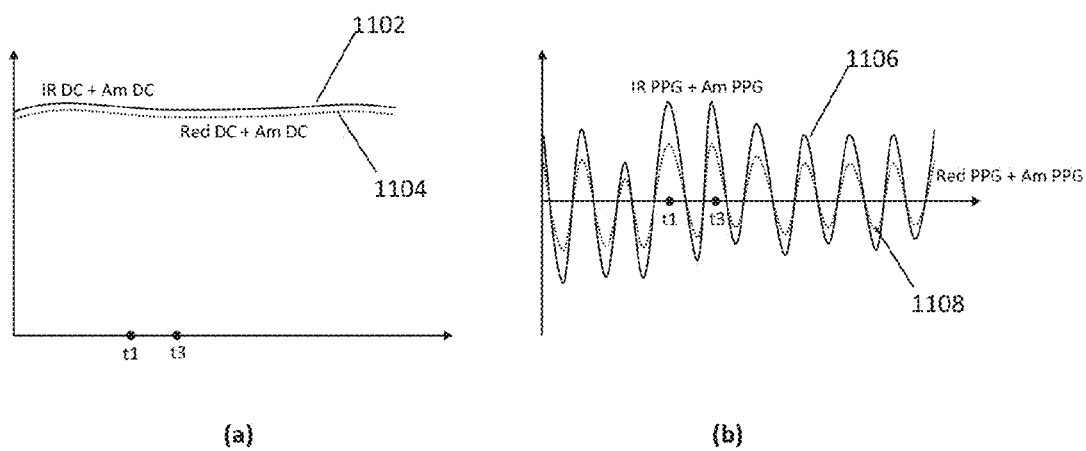 1102
IR DC + Am DC
Red DC + Am DC
1104
t1 t3
(a)
1106
IR PPG + Am PPG
Red PPG + Am PPG
t1 t3
1108
(b)